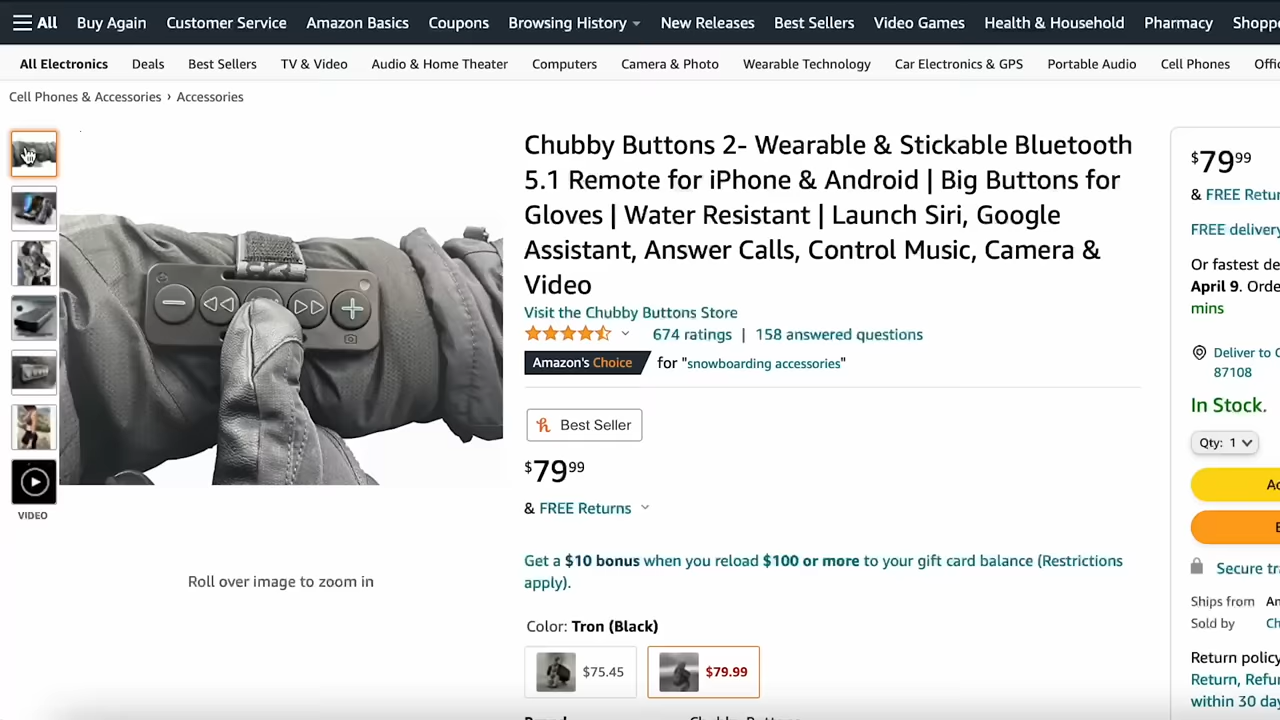 All Buy Again Customer Service Amazon Basics Coupons Browsing History New Releases Best Sellers Video Games Health & Household Pharmacy
All Electronics Deals Best Sellers TV & Video Audio & Home Theater Computers Camera & Photo Wearable Technology Car Electronics & GPS Portable Audio Cell Phones
Cell Phones & Accessories › Accessories
VIDEO
Roll over image to zoom in
Chubby Buttons 2- Wearable & Stickable Bluetooth
5.1 Remote for iPhone & Android | Big Buttons for
Gloves | Water Resistant | Launch Siri, Google
Assistant, Answer Calls, Control Music, Camera &
Video
Visit the Chubby Buttons Store
674 ratings | 158 answered questions
Amazon's Choice for "snowboarding accessories"
Best Seller
$79 99
& FREE Returns
Get a $10 bonus when you reload $100 or more to your gift card balance (Restrictions
apply).
Color: Tron (Black)
$75.45 $79.99
$79 99
& FREE
FREE delivery
Or fastest
April 9.
mins
Deliver to
87108
In Stock.
Qty: 1
Secure
Ships from
Sold by
Return policy
Return,
within 30